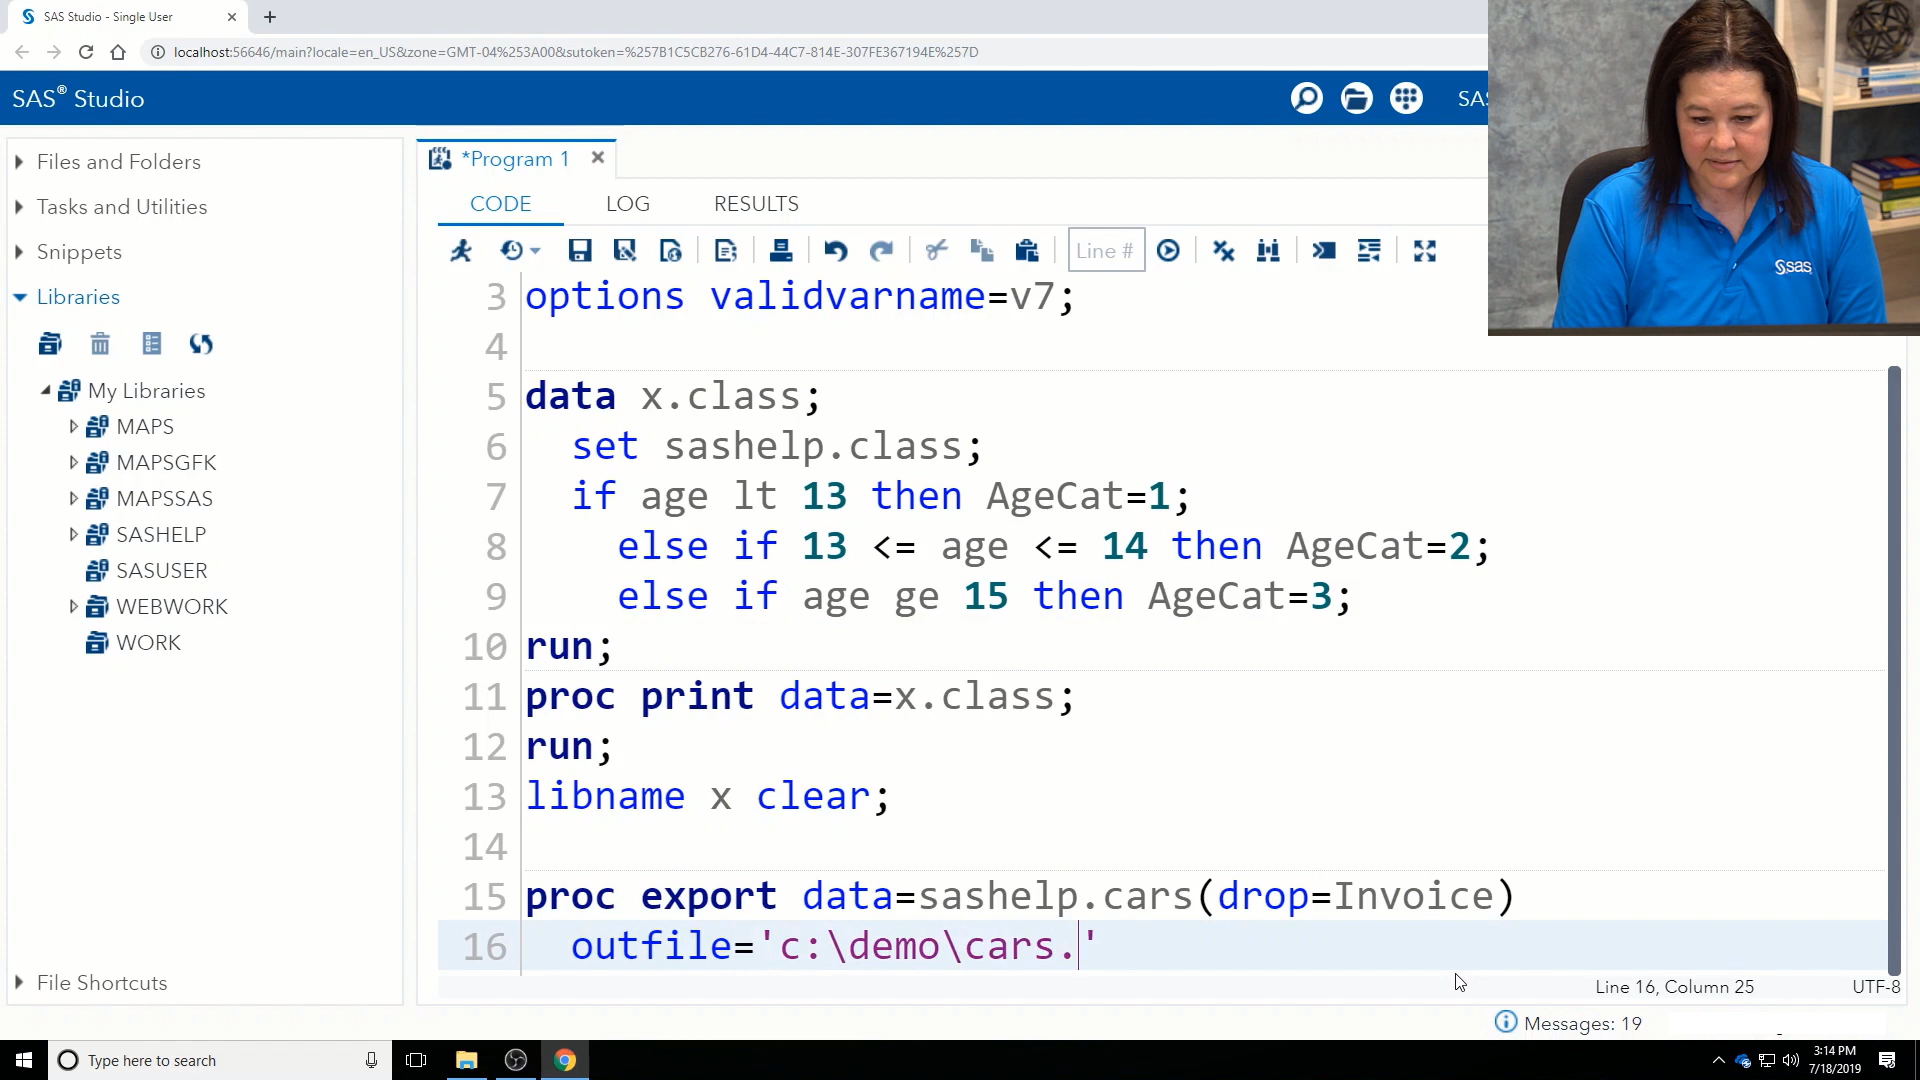 SAS Studio - Single User
localhost:56646/main?locale=en_US&zone=GMT-04%253A00&sutoken=%257B1C5CB276-61D4-44C7-814E-307FE367194E%257D
SAS® Studio
SAS
Files and Folders
Tasks and Utilities
Snippets
Libraries
My Libraries
MAPS
MAPSGFK
MAPSSAS
SASHELP
SASUSER
WEBWORK
WORK
File Shortcuts
*Program 1
CODE LOG RESULTS
Line #
3 options validvarname=v7;
4
5 data x.class;
6 set sashelp.class;
7 if age lt 13 then AgeCat=1;
8 else if 13 <= age <= 14 then AgeCat=2;
9 else if age ge 15 then AgeCat=3;
10 run;
11 proc print data=x.class;
12 run;
13 libname x clear;
14
15 proc export data=sashelp.cars(drop=Invoice)
16 outfile='c:\demo\cars.'
Line 16, Column 25 UTF-8
Messages: 19
sas
Type here to search
3:14 PM
7/18/2019